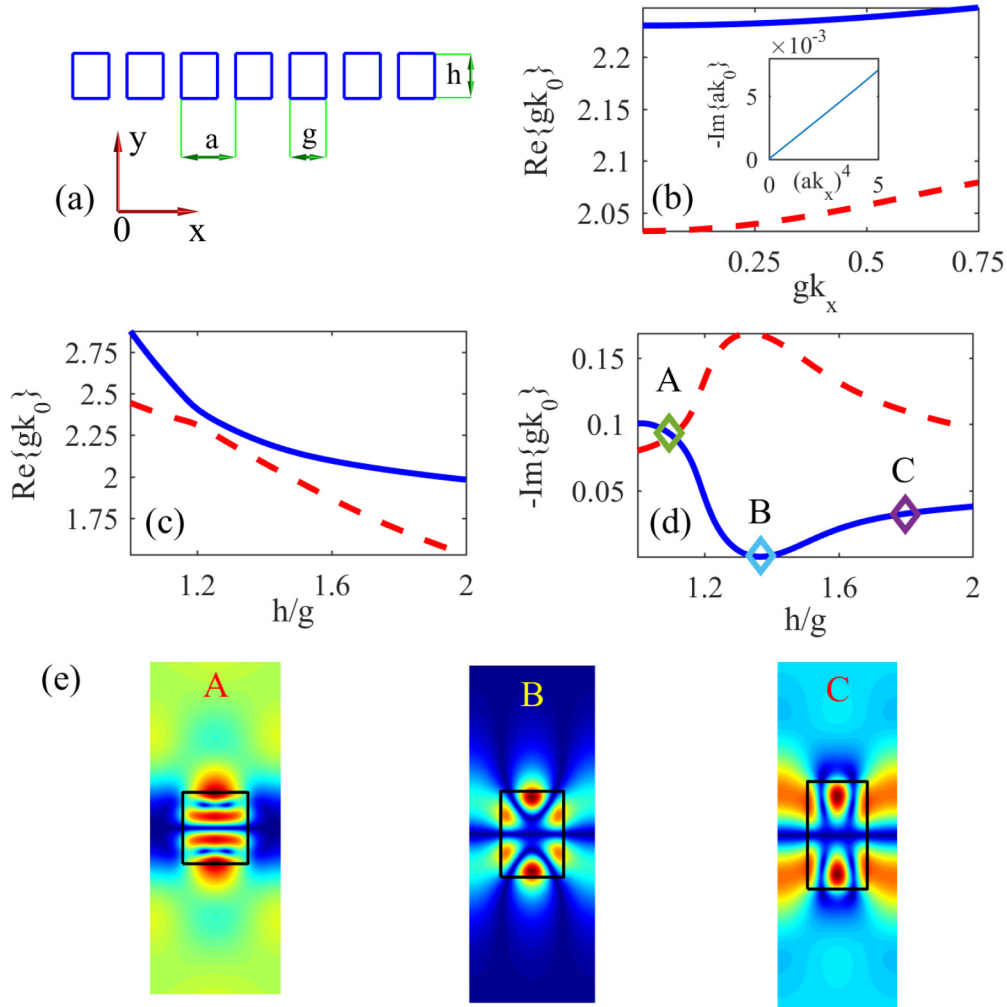 (a)
h
a
g
y
0
x
(b)
Re{gk₀}
2.2
2.15
2.1
2.05
0.25
0.5
0.75
gkₓ
×10⁻³
-Im{ak₀}
5
0
0
5
(akₓ)⁴
(c)
Re{gk₀}
2.75
2.5
2.25
2
1.75
1.2
1.6
2
h/g
(d)
-Im{gk₀}
0.15
0.1
0.05
A
B
C
1.2
1.6
2
h/g
(e)
A
B
C